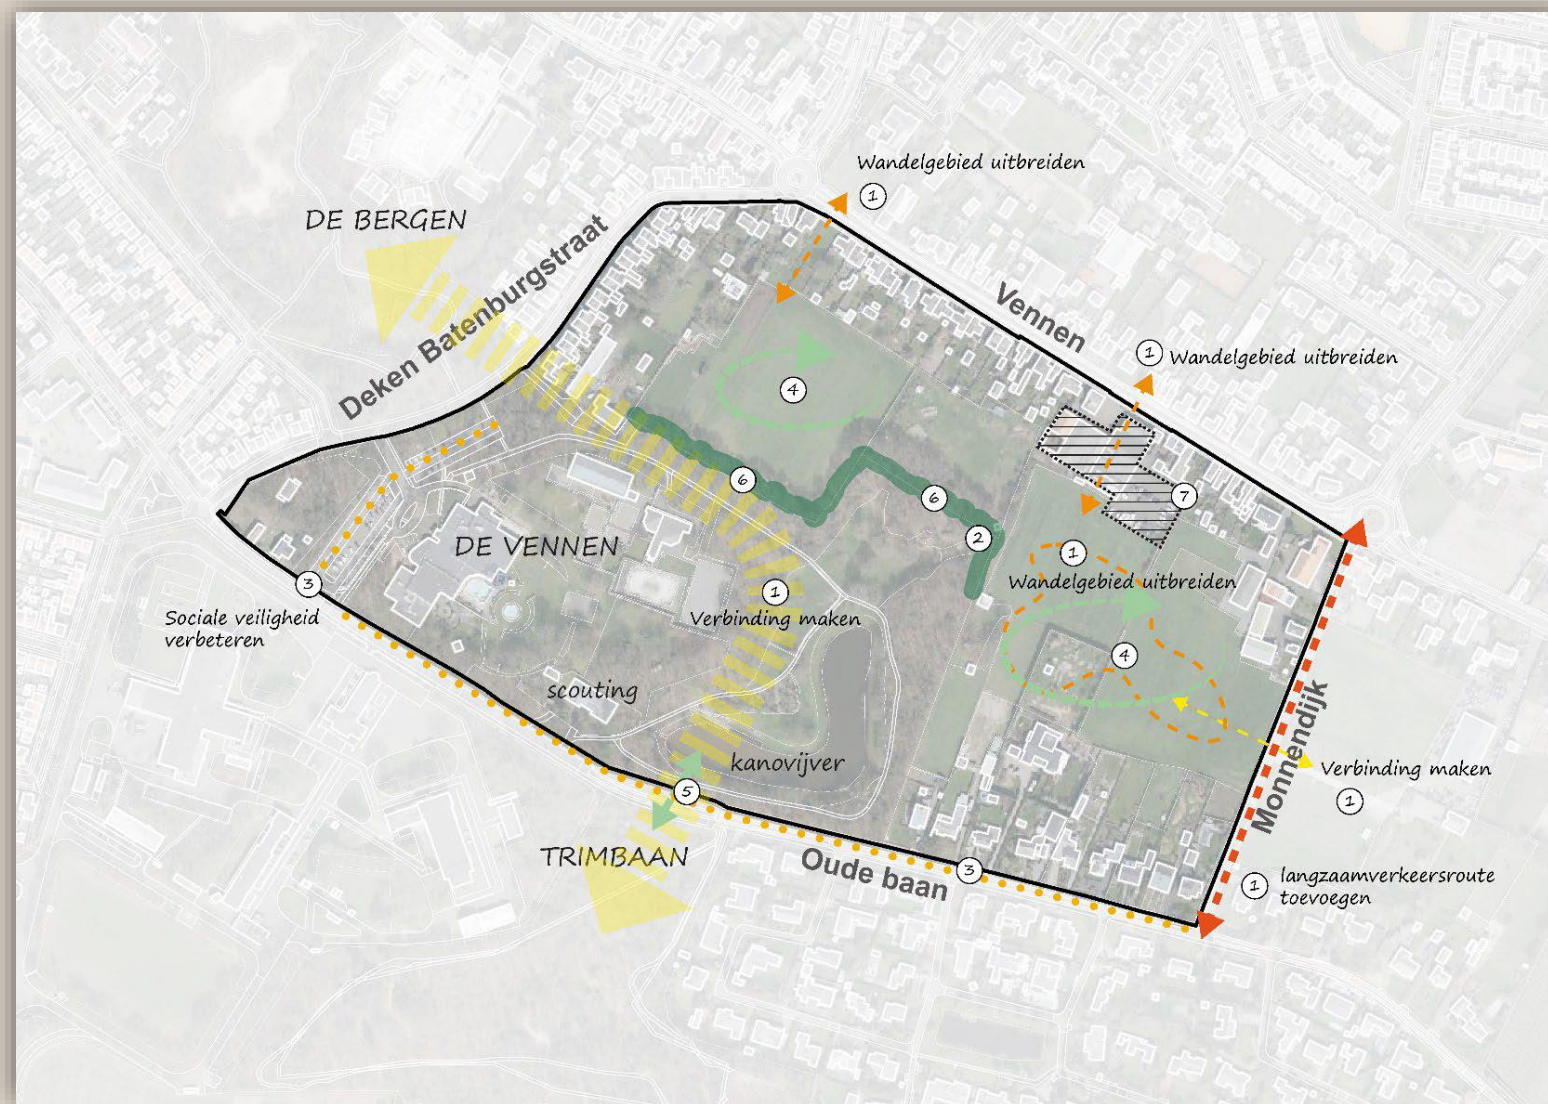 Wandelgebied uitbreiden
1
DE BERGEN
Deken Batenburgstraat
Vennen
1 Wandelgebied uitbreiden
4
6
6
7
2
DE VENNEN
1
Wandelgebied uitbreiden
3
Sociale veiligheid
verbeteren
1
Verbinding maken
4
scouting
kanovijver
Monnendijk
Verbinding maken
1
5
TRIMBAAN
Oude baan
3
1 langzaamverkeersroute
toevoegen